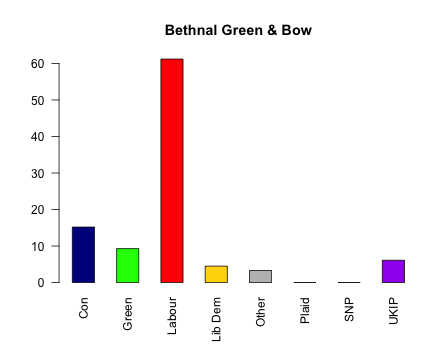 Bethnal Green & Bow
60
50
40
30
20
10
0
Con
Green
Labour
Lib Dem
Other
Plaid
SNP
UKIP